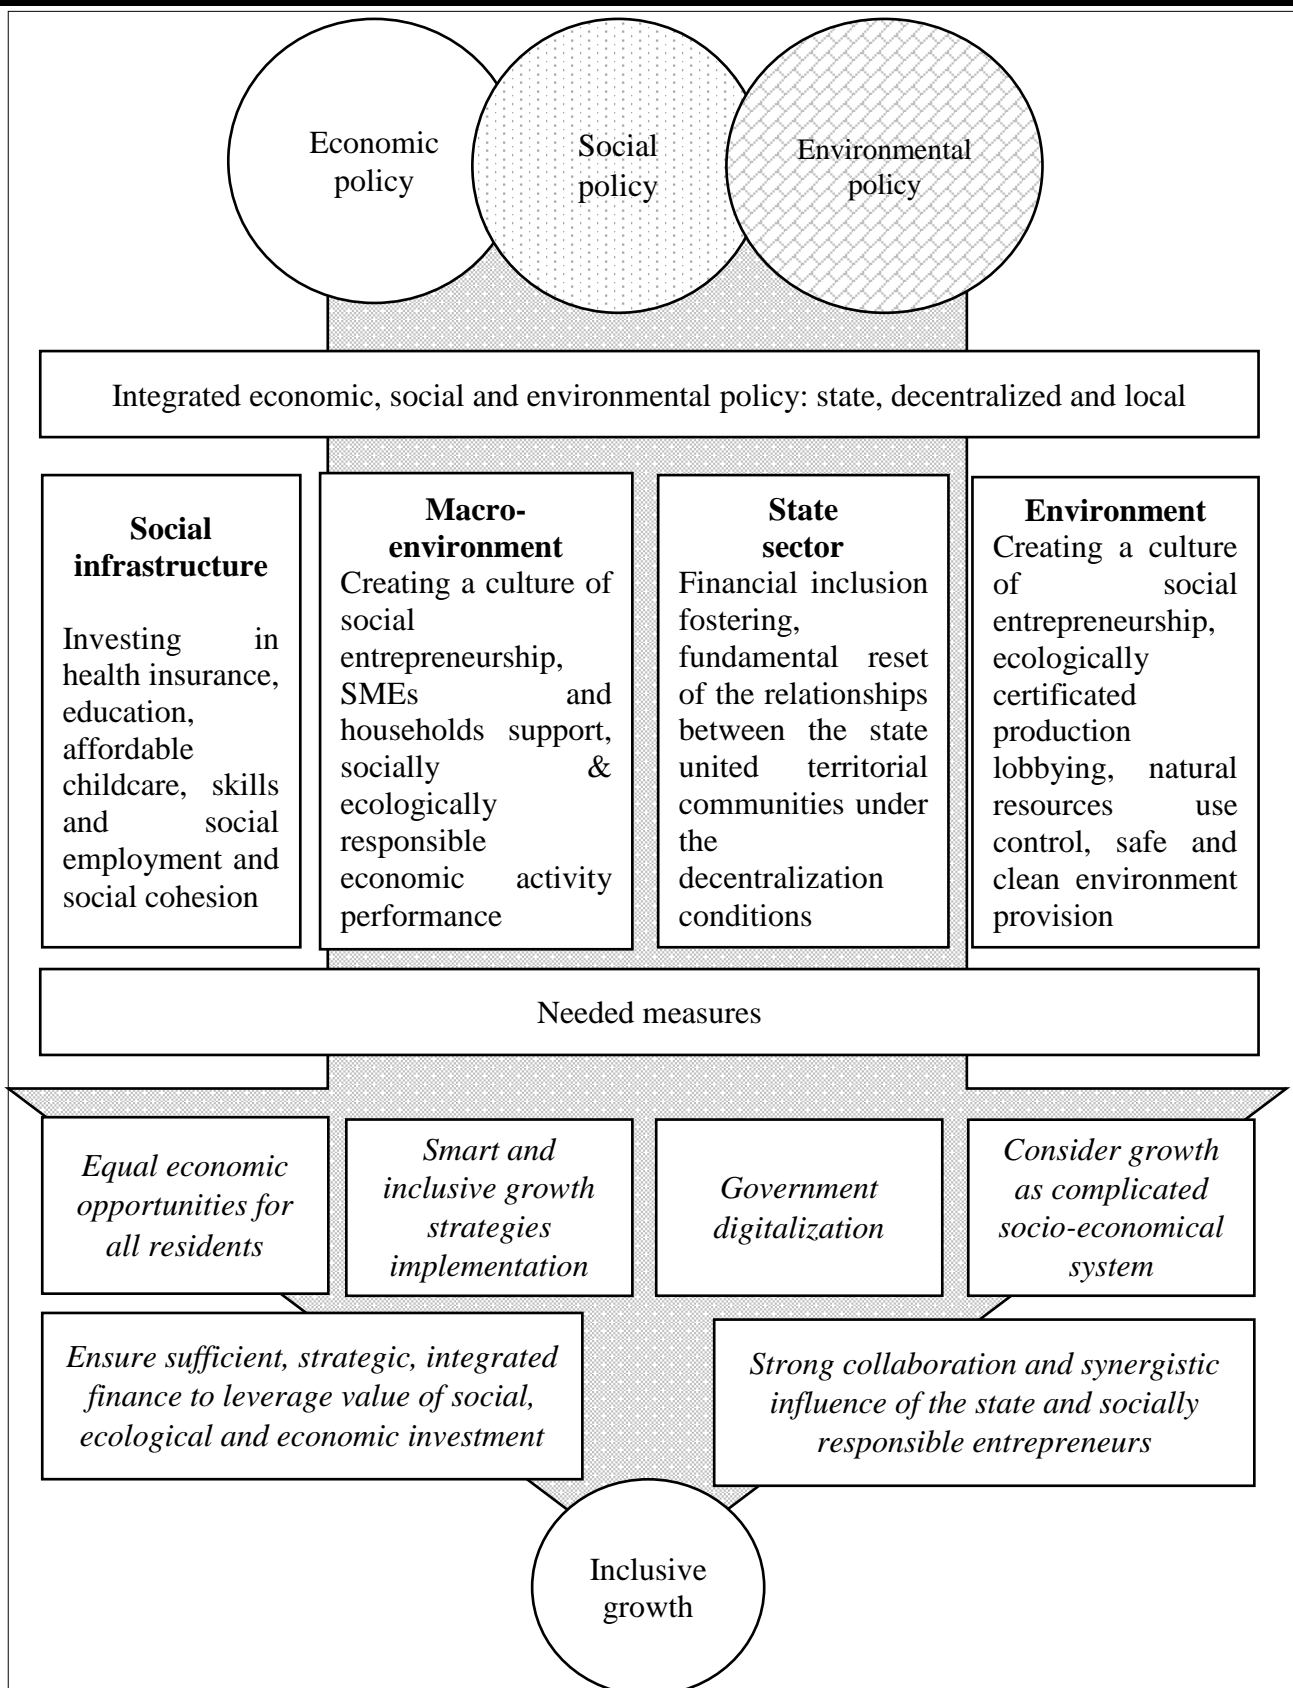 Economic
policy
Social
policy
Environmental
policy
Integrated economic, social and environmental policy: state, decentralized and local
Social
infrastructure
Investing in
health insurance,
education,
affordable
childcare, skills
and social
employment and
social cohesion
Macro-
environment
Creating a culture of
social
entrepreneurship,
SMEs and
households support,
socially &
ecologically
responsible
economic activity
performance
State
sector
Financial inclusion
fostering,
fundamental reset
of the relationships
between the state
united territorial
communities under
the
decentralization
conditions
Environment
Creating a culture
of social
entrepreneurship,
ecologically
certificated
production
lobbying, natural
resources use
control, safe and
clean environment
provision
Needed measures
Equal economic
opportunities for
all residents
Smart and
inclusive growth
strategies
implementation
Government
digitalization
Consider growth
as complicated
socio-economical
system
Ensure sufficient, strategic, integrated
finance to leverage value of social,
ecological and economic investment
Strong collaboration and synergistic
influence of the state and socially
responsible entrepreneurs
Inclusive
growth